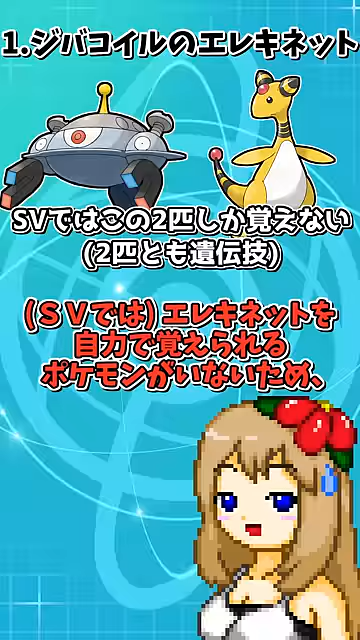 1.ジバコイルのエレキネット
SVではこの2匹しか覚えない
(2匹とも遺伝技)
(ＳＶでは)エレキネットを
自力で覚えられる
ポケモンがいないため、